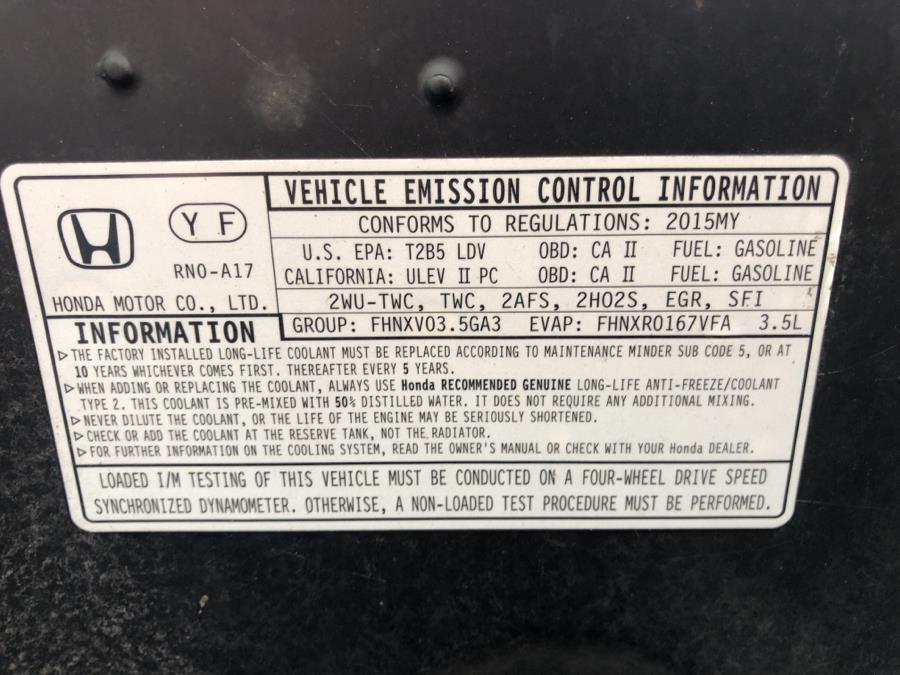 VEHICLE EMISSION CONTROL INFORMATION
Y F
RNO-A17
HONDA MOTOR CO., LTD.
CONFORMS TO REGULATIONS: 2015MY
U.S. EPA: T2B5 LDV OBD: CA II FUEL: GASOLINE
CALIFORNIA: ULEV II PC OBD: CA II FUEL: GASOLINE
2WU-TWC, TWC, 2AFS, 2HO2S, EGR, SFI
GROUP: FHNXV03.5GA3 EVAP: FHNXR0167VFA 3.5L
INFORMATION
▷THE FACTORY INSTALLED LONG-LIFE COOLANT MUST BE REPLACED ACCORDING TO MAINTENANCE MINDER SUB CODE 5, OR AT
10 YEARS WHICHEVER COMES FIRST. THEREAFTER EVERY 5 YEARS.
▷WHEN ADDING OR REPLACING THE COOLANT, ALWAYS USE Honda RECOMMENDED GENUINE LONG-LIFE ANTI-FREEZE/COOLANT
TYPE 2. THIS COOLANT IS PRE-MIXED WITH 50% DISTILLED WATER. IT DOES NOT REQUIRE ANY ADDITIONAL MIXING.
▷NEVER DILUTE THE COOLANT, OR THE LIFE OF THE ENGINE MAY BE SERIOUSLY SHORTENED.
▷CHECK OR ADD THE COOLANT AT THE RESERVE TANK, NOT THE RADIATOR.
▷FOR FURTHER INFORMATION ON THE COOLING SYSTEM, READ THE OWNER'S MANUAL OR CHECK WITH YOUR Honda DEALER.
LOADED I/M TESTING OF THIS VEHICLE MUST BE CONDUCTED ON A FOUR-WHEEL DRIVE SPEED
SYNCHRONIZED DYNAMOMETER. OTHERWISE, A NON-LOADED TEST PROCEDURE MUST BE PERFORMED.